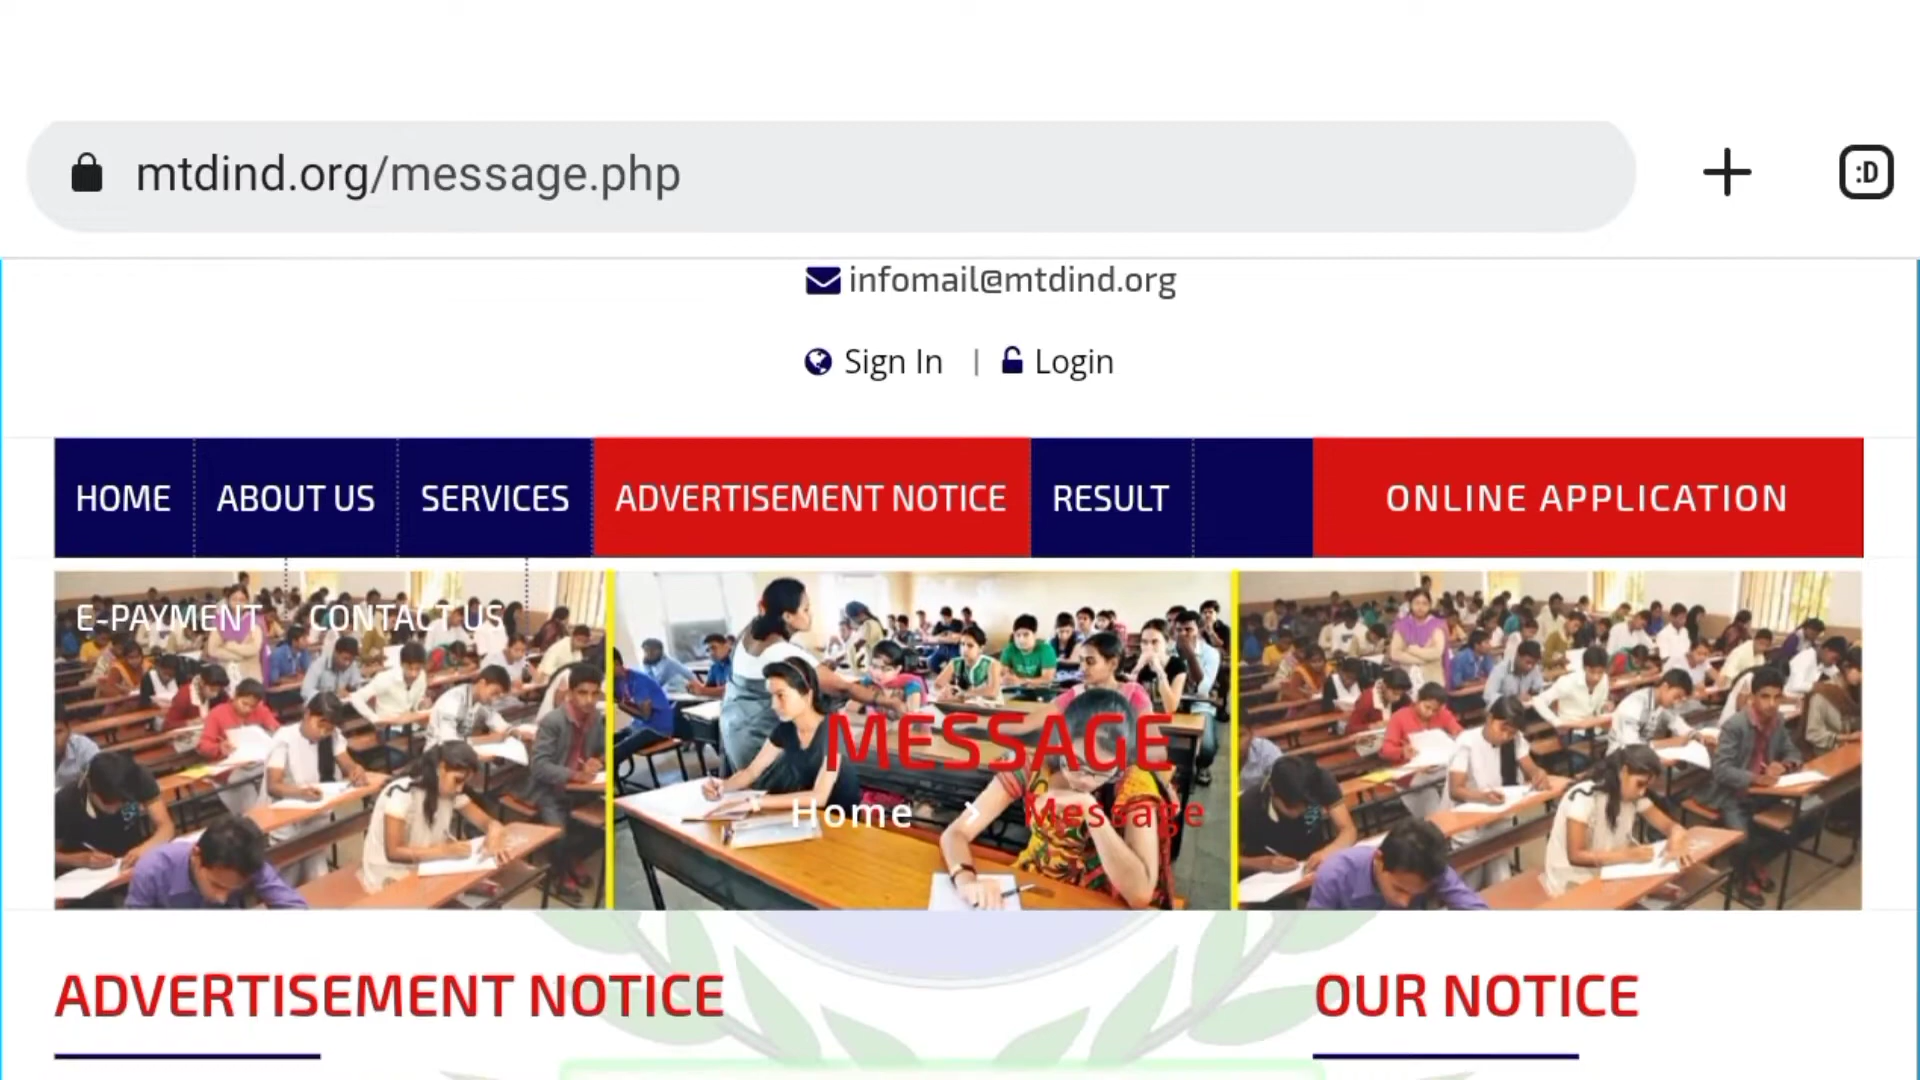 mtdind.org/message.php
:D
infomail@mtdind.org
Sign In | Login
HOME ABOUT US SERVICES ADVERTISEMENT NOTICE RESULT ONLINE APPLICATION
E-PAYMENT CONTACT US
MESSAGE
Home > Message
ADVERTISEMENT NOTICE
OUR NOTICE